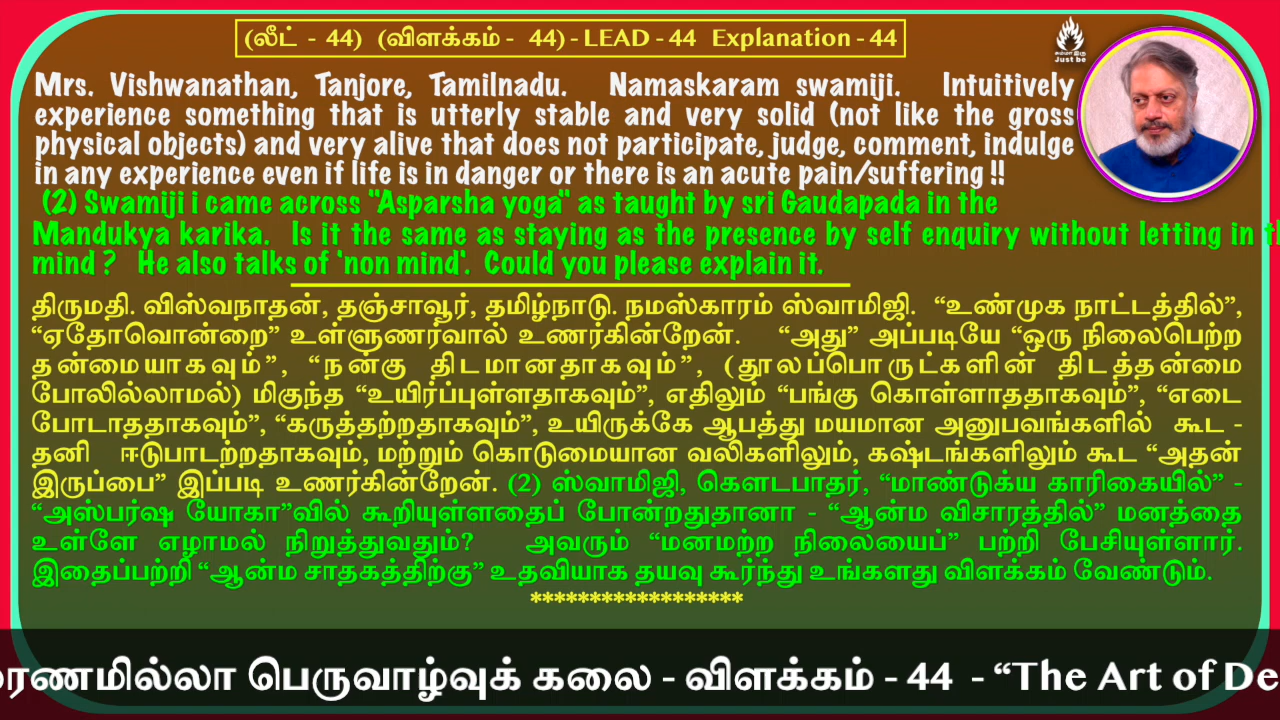 (லீட் - 44) (விளக்கம் - 44) - LEAD - 44 Explanation - 44
சும்மா இரு
Just be
Mrs. Vishwanathan, Tanjore, Tamilnadu. Namaskaram swamiji. Intuitively
experience something that is utterly stable and very solid (not like the gross
physical objects) and very alive that does not participate, judge, comment, indulge
in any experience even if life is in danger or there is an acute pain/suffering !!
(2) Swamiji i came across "Asparsha yoga" as taught by sri Gaudapada in the
Mandukya karika. Is it the same as staying as the presence by self enquiry without letting in th
mind ? He also talks of 'non mind'. Could you please explain it.
திருமதி. விஸ்வநாதன், தஞ்சாவூர், தமிழ்நாடு. நமஸ்காரம் ஸ்வாமிஜி. “உண்முக நாட்டத்தில்”,
“ஏதோவொன்றை” உள்ளுணர்வால் உணர்கின்றேன். “அது” அப்படியே “ஒரு நிலைபெற்ற
தன்மையாகவும்”, “நன்கு திடமானதாகவும்”, (தூலப்பொருட்களின் திடத்தன்மை
போலில்லாமல்) மிகுந்த “உயிர்ப்புள்ளதாகவும்”, எதிலும் “பங்கு கொள்ளாததாகவும்”, “எடை
போடாததாகவும்”, “கருத்தற்றதாகவும்”, உயிருக்கே ஆபத்து மயமான அனுபவங்களில் கூட -
தனி ஈடுபாடற்றதாகவும், மற்றும் கொடுமையான வலிகளிலும், கஷ்டங்களிலும் கூட “அதன்
இருப்பை” இப்படி உணர்கின்றேன். (2) ஸ்வாமிஜி, கௌடபாதர், “மாண்டுக்ய காரிகையில்” -
“அஸ்பர்ஷ யோகா”வில் கூறியுள்ளதைப் போன்றதுதானா - “ஆன்ம விசாரத்தில்” மனத்தை
உள்ளே எழாமல் நிறுத்துவதும்? அவரும் “மனமற்ற நிலையைப்” பற்றி பேசியுள்ளார்.
இதைப்பற்றி “ஆன்ம சாதகத்திற்கு” உதவியாக தயவு கூர்ந்து உங்களது விளக்கம் வேண்டும்.
******************
ரணமில்லா பெருவாழ்வுக் கலை - விளக்கம் - 44 - “The Art of De